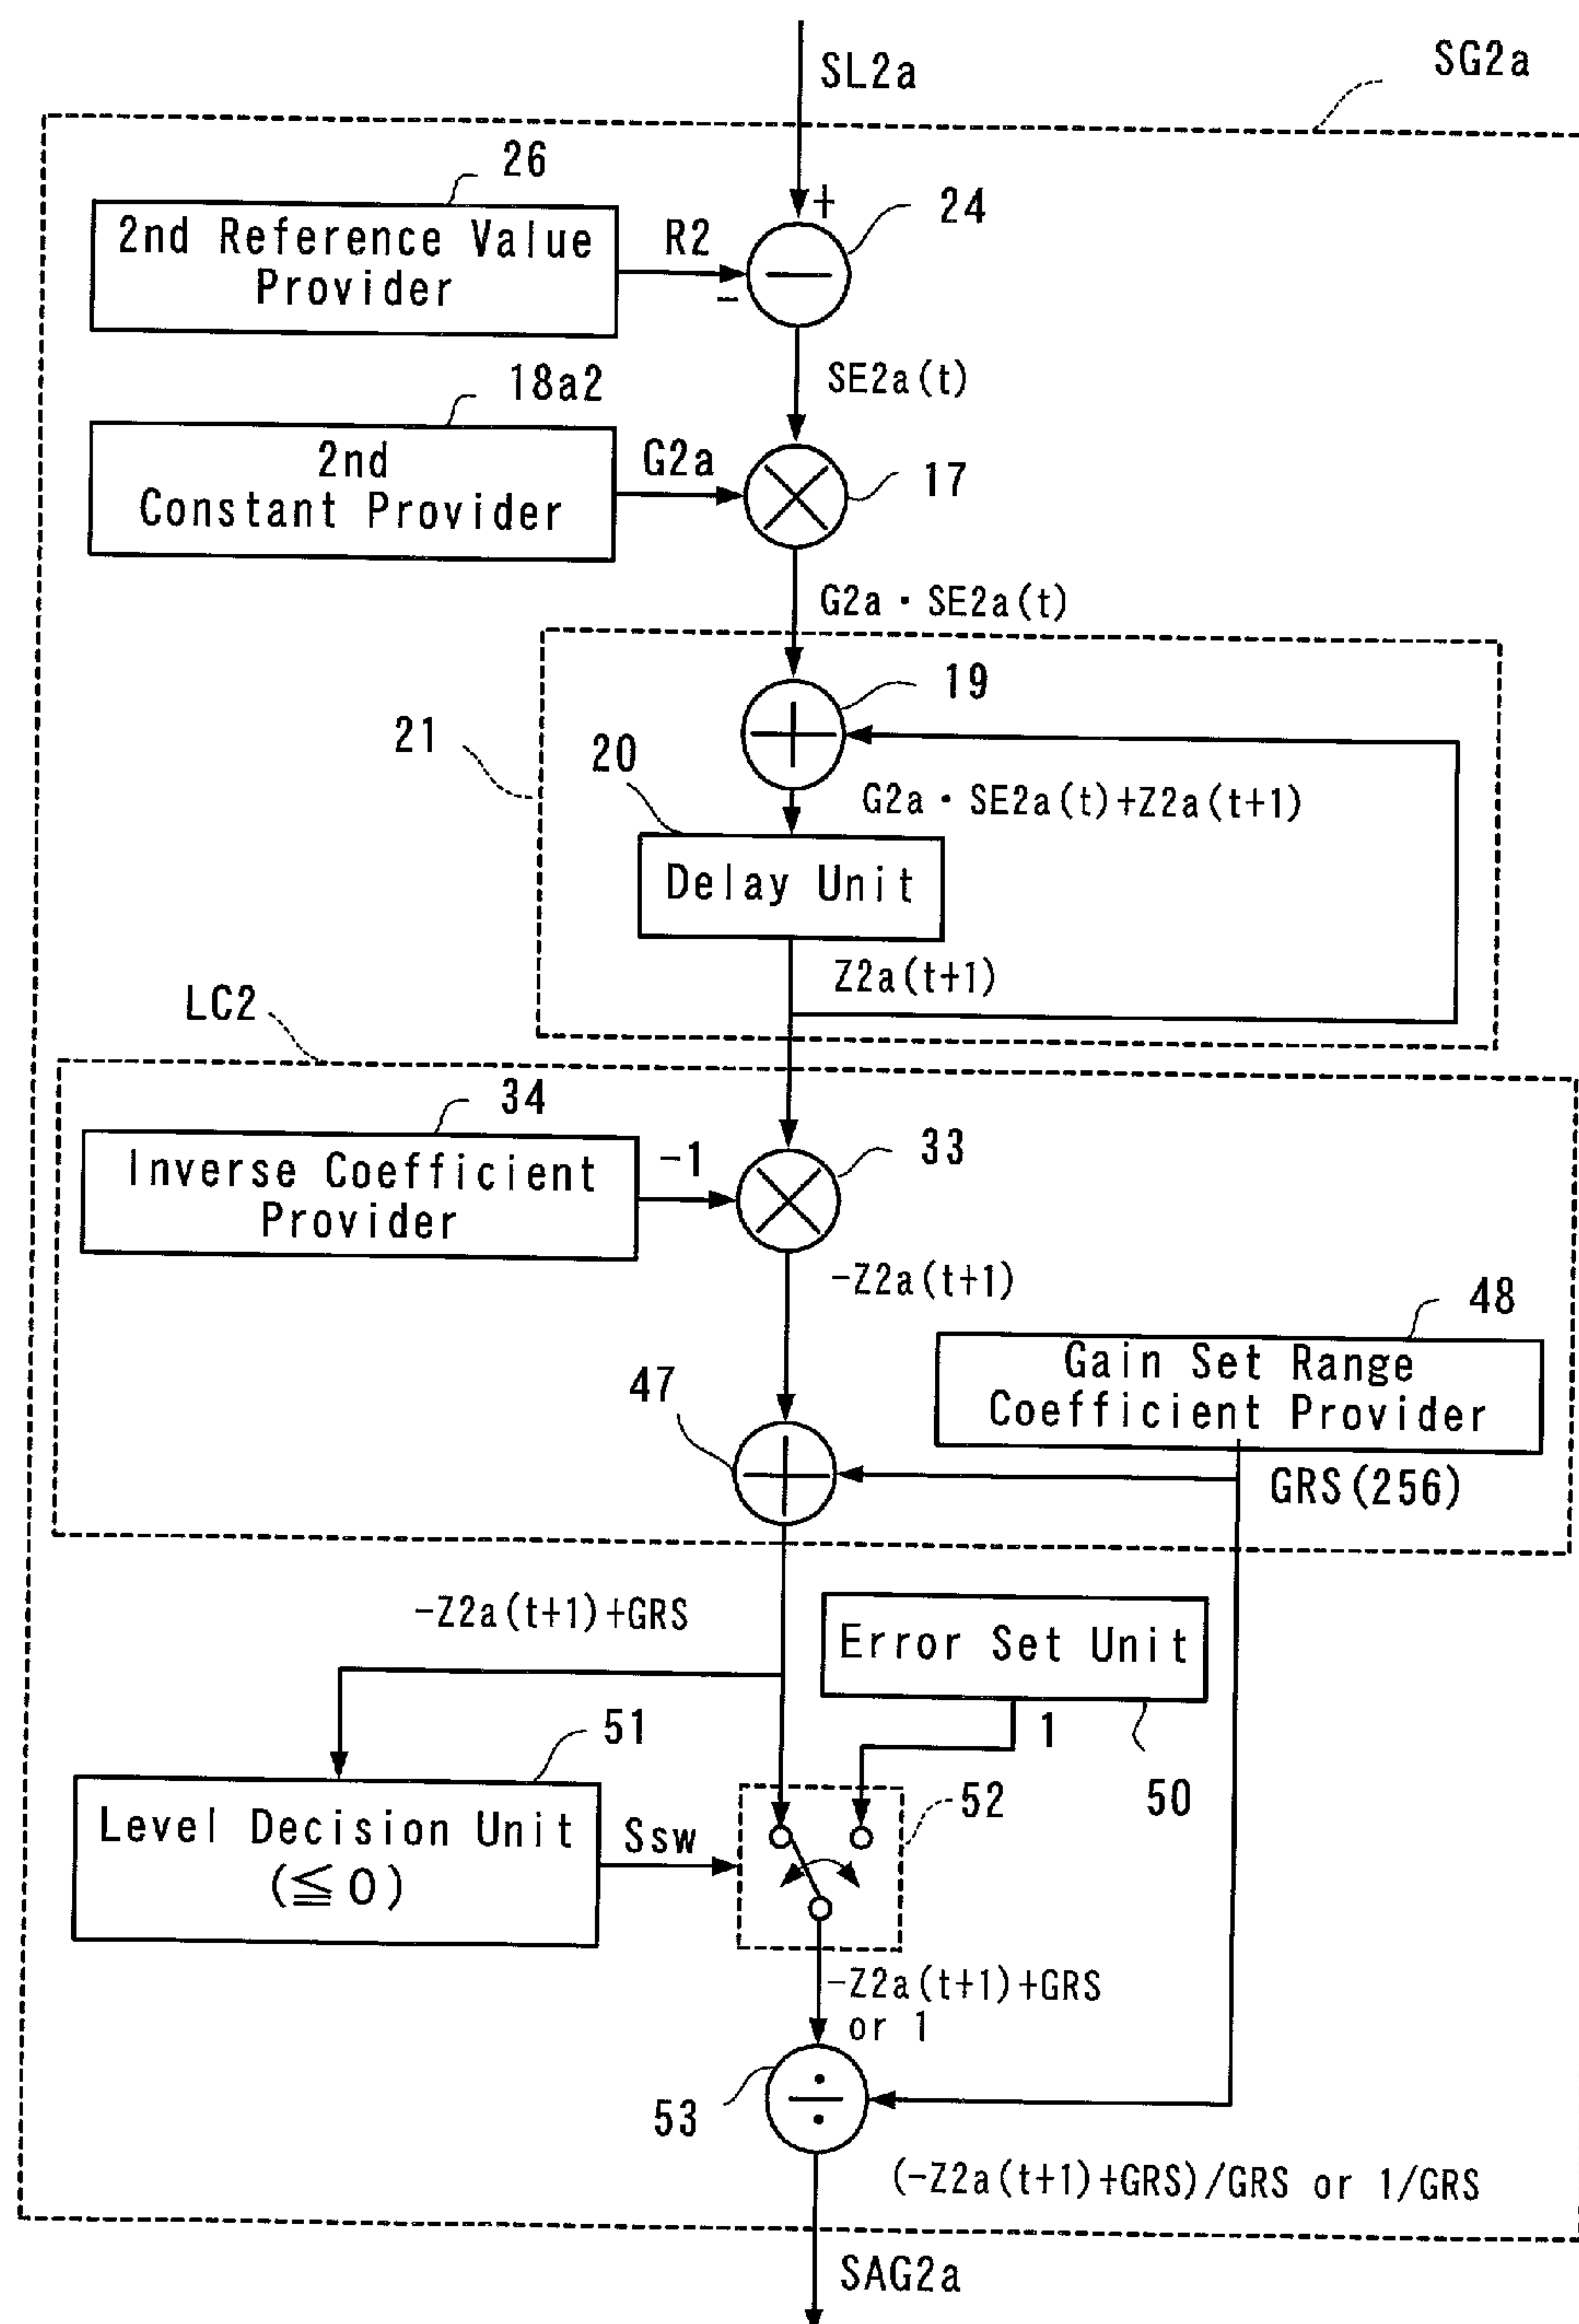 SL2a
SG2a
26
2nd Reference Value
Provider
R2
+
-
24
SE2a(t)
18a2
2nd
Constant Provider
G2a
17
G2a・SE2a(t)
19
21
20
G2a・SE2a(t)+Z2a(t+1)
Delay Unit
Z2a(t+1)
LC2
34
Inverse Coefficient
Provider
-1
33
-Z2a(t+1)
48
Gain Set Range
Coefficient Provider
47
GRS(256)
-Z2a(t+1)+GRS
Error Set Unit
1
50
51
Level Decision Unit
(≦0)
Ssw
52
-Z2a(t+1)+GRS
or 1
53
(-Z2a(t+1)+GRS)/GRS or 1/GRS
SAG2a